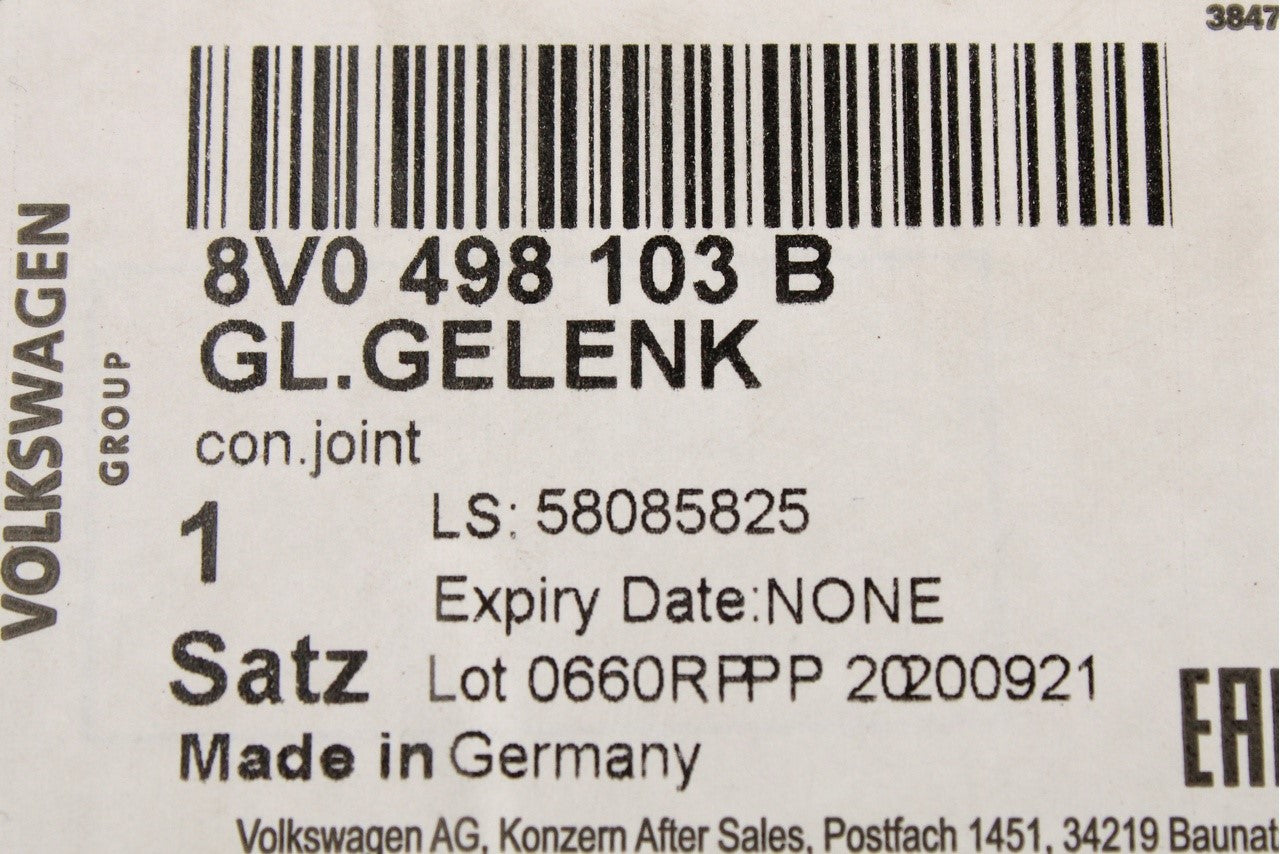 3847
8V0 498 103 B
GL.GELENK
con.joint
1
LS: 58085825
Expiry Date:NONE
Satz
Lot 0660RPPP 20200921
Made in Germany
EAC
Volkswagen AG, Konzern After Sales, Postfach 1451, 34219 Baunat
VOLKSWAGEN
GROUP